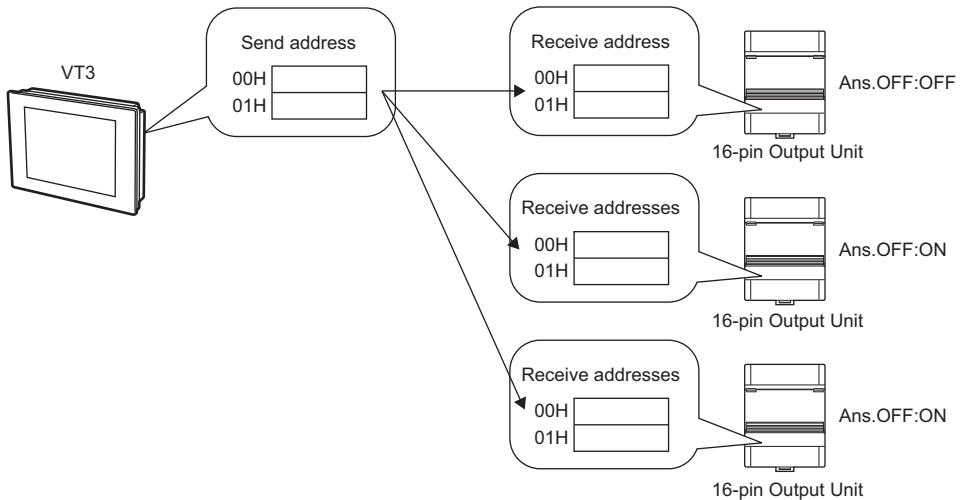 VT3
Send address
00H
01H
Receive address
00H
01H
Ans.OFF:OFF
16-pin Output Unit
Receive addresses
00H
01H
Ans.OFF:ON
16-pin Output Unit
Receive addresses
00H
01H
Ans.OFF:ON
16-pin Output Unit